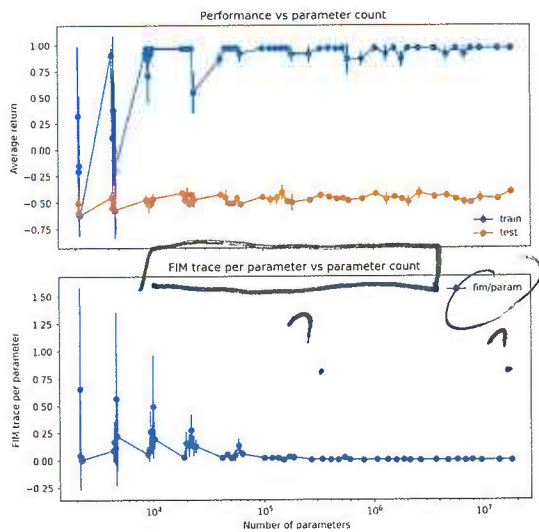 Performance vs parameter count
1.00
0.75
0.50
0.25
0.00
-0.25
-0.50
-0.75
Average return
train
test
FIM trace per parameter vs parameter count
fim/param
? ?
1.50
1.25
1.00
0.75
0.50
0.25
0.00
-0.25
FIM trace per parameter
10⁴ 10⁵ 10⁶ 10⁷
Number of parameters